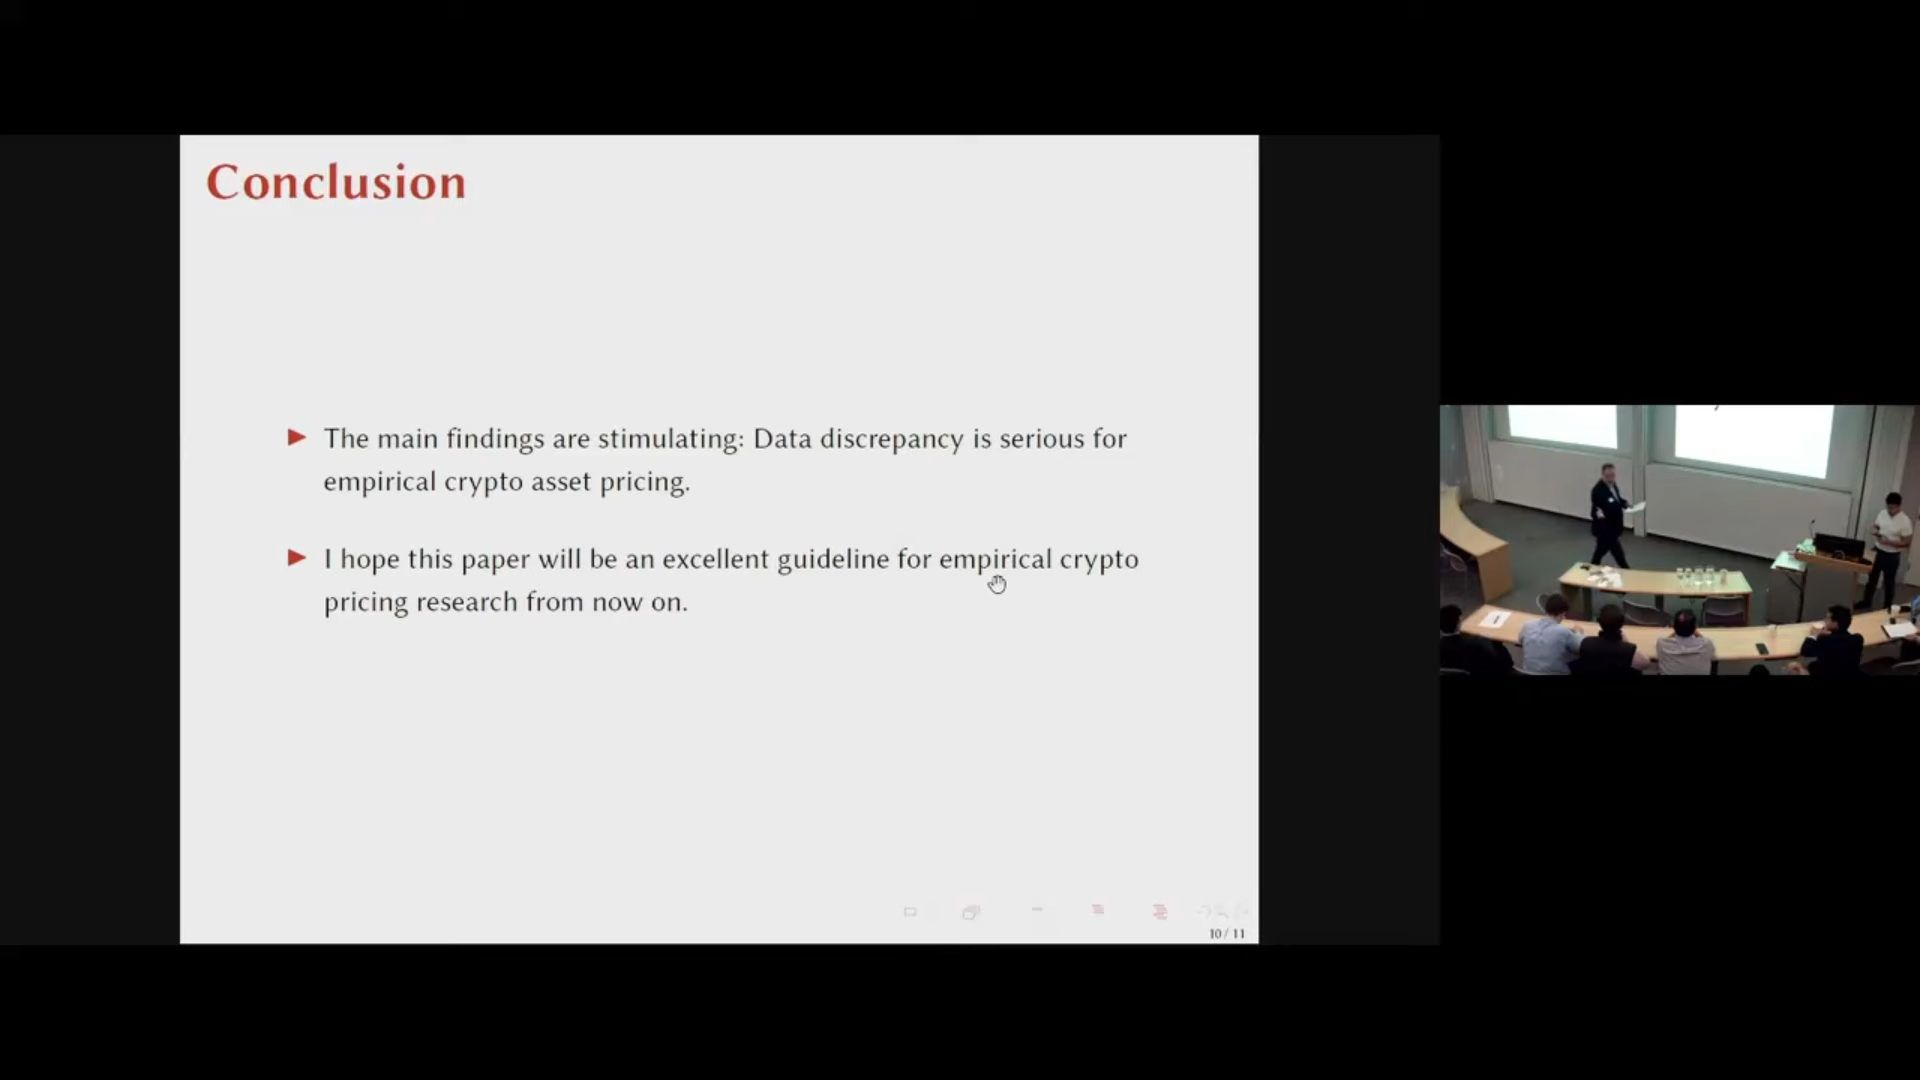 Conclusion
The main findings are stimulating: Data discrepancy is serious for
empirical crypto asset pricing.
I hope this paper will be an excellent guideline for empirical crypto
pricing research from now on.
10 / 11